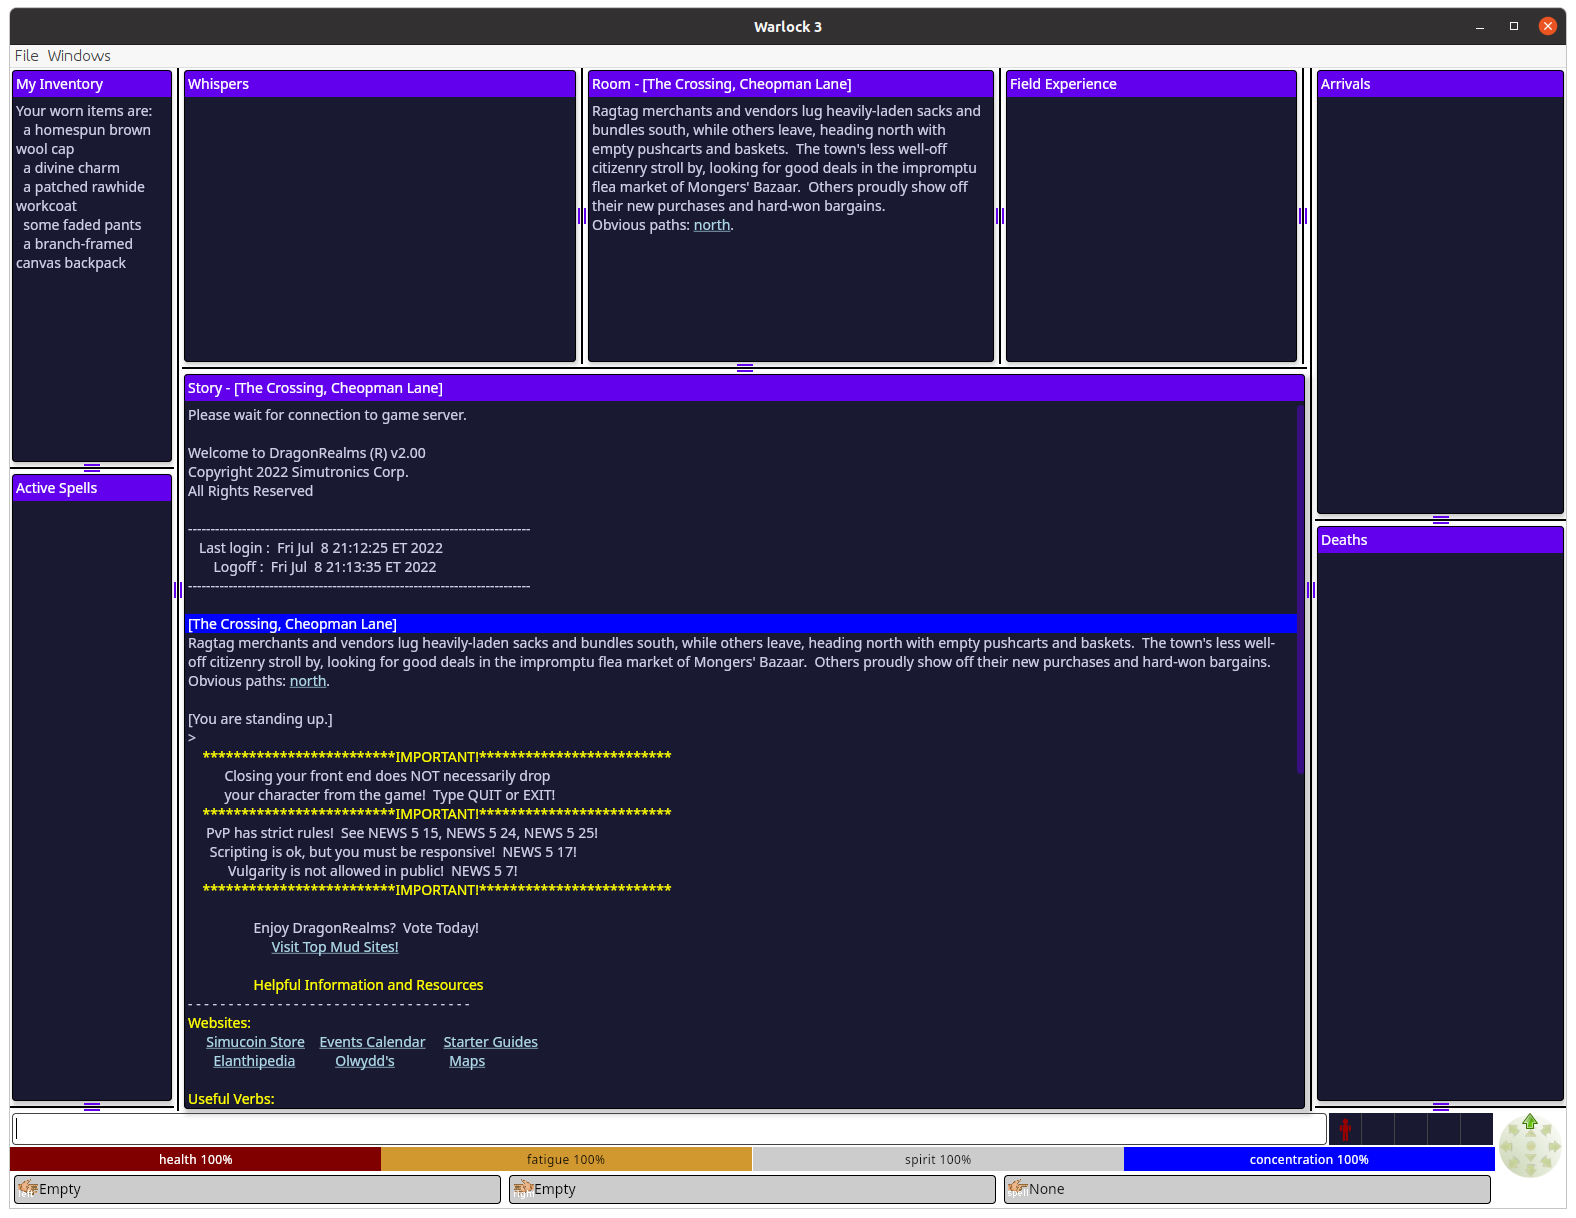 Warlock 3
File Windows
My Inventory
Your worn items are:
a homespun brown
wool cap
a divine charm
a patched rawhide
workcoat
some faded pants
a branch-framed
canvas backpack
Active Spells
Whispers
Room - [The Crossing, Cheopman Lane]
Ragtag merchants and vendors lug heavily-laden sacks and
bundles south, while others leave, heading north with
empty pushcarts and baskets.  The town's less well-off
citizenry stroll by, looking for good deals in the impromptu
flea market of Mongers' Bazaar.  Others proudly show off
their new purchases and hard-won bargains.
Obvious paths: north.
Field Experience
Arrivals
Deaths
Story - [The Crossing, Cheopman Lane]
Please wait for connection to game server.
Welcome to DragonRealms (R) v2.00
Copyright 2022 Simutronics Corp.
All Rights Reserved
----------------------------------------------------------------------------
Last login :  Fri Jul  8 21:12:25 ET 2022
Logoff :  Fri Jul  8 21:13:35 ET 2022
----------------------------------------------------------------------------
[The Crossing, Cheopman Lane]
Ragtag merchants and vendors lug heavily-laden sacks and bundles south, while others leave, heading north with empty pushcarts and baskets.  The town's less well-
off citizenry stroll by, looking for good deals in the impromptu flea market of Mongers' Bazaar.  Others proudly show off their new purchases and hard-won bargains.
Obvious paths: north.
[You are standing up.]
>
*************************IMPORTANT!*************************
Closing your front end does NOT necessarily drop
your character from the game!  Type QUIT or EXIT!
*************************IMPORTANT!*************************
PvP has strict rules!  See NEWS 5 15, NEWS 5 24, NEWS 5 25!
Scripting is ok, but you must be responsive!  NEWS 5 17!
Vulgarity is not allowed in public!  NEWS 5 7!
*************************IMPORTANT!*************************
Enjoy DragonRealms?  Vote Today!
Visit Top Mud Sites!
Helpful Information and Resources
- - - - - - - - - - - - - - - - - - - - - - - - - - - - - - - - - - -
Websites:
Simucoin Store    Events Calendar    Starter Guides
Elanthipedia    Olwydd's    Maps
Useful Verbs:
health 100%    fatigue 100%    spirit 100%    concentration 100%
left Empty    right Empty    spell None